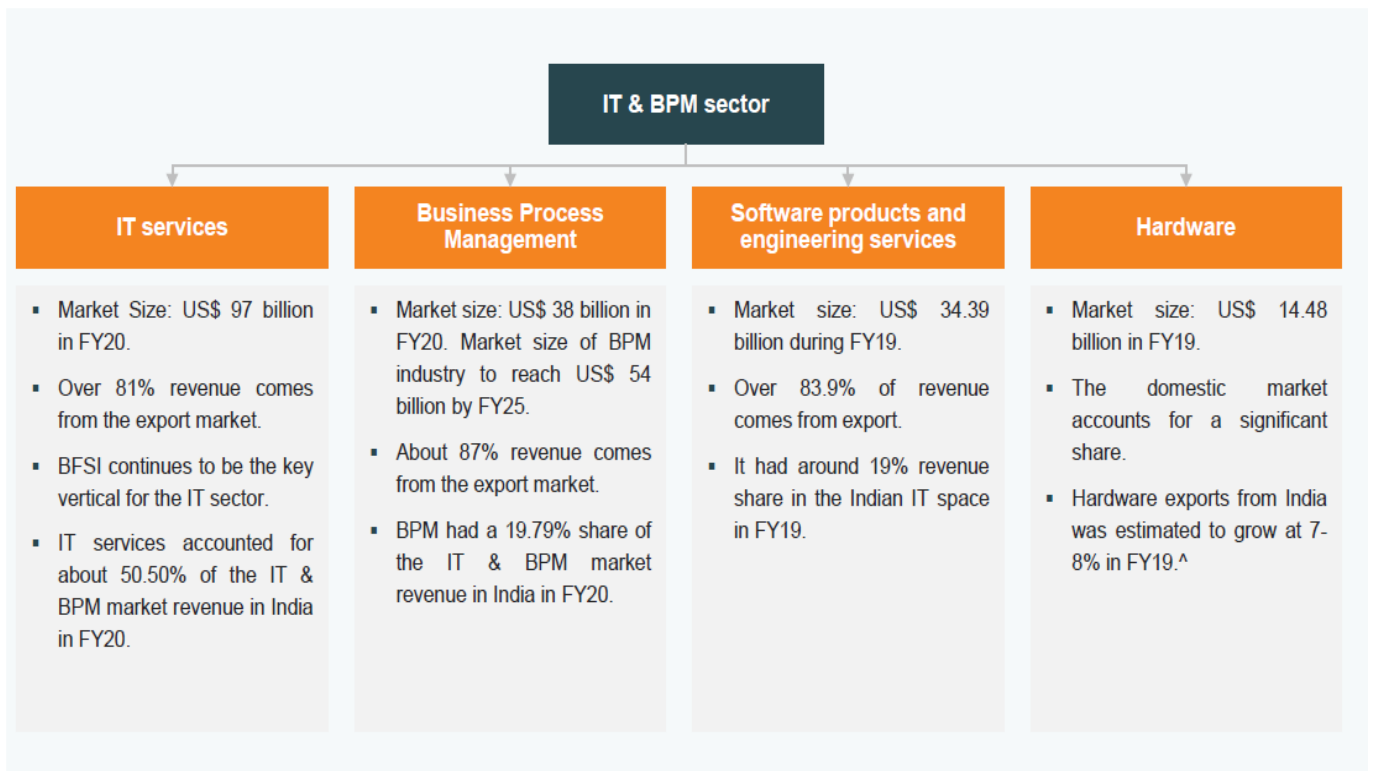 IT & BPM sector
IT services
▪ Market Size: US$ 97 billion
in FY20.
▪ Over 81% revenue comes
from the export market.
▪ BFSI continues to be the key
vertical for the IT sector.
▪ IT services accounted for
about 50.50% of the IT &
BPM market revenue in India
in FY20.
Business Process
Management
▪ Market size: US$ 38 billion in
FY20. Market size of BPM
industry to reach US$ 54
billion by FY25.
▪ About 87% revenue comes
from the export market.
▪ BPM had a 19.79% share of
the IT & BPM market
revenue in India in FY20.
Software products and
engineering services
▪ Market size: US$ 34.39
billion during FY19.
▪ Over 83.9% of revenue
comes from export.
▪ It had around 19% revenue
share in the Indian IT space
in FY19.
Hardware
▪ Market size: US$ 14.48
billion in FY19.
▪ The domestic market
accounts for a significant
share.
▪ Hardware exports from India
was estimated to grow at 7-
8% in FY19.^